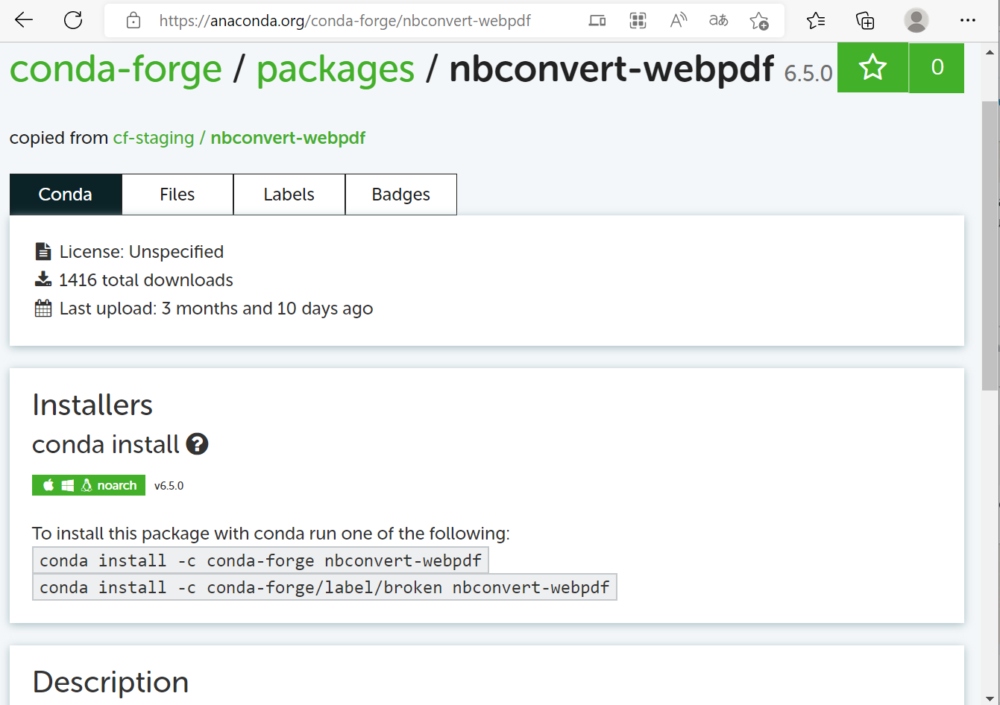 https://anaconda.org/conda-forge/nbconvert-webpdf
conda-forge / packages / nbconvert-webpdf 6.5.0 0
copied from cf-staging / nbconvert-webpdf
Conda Files Labels Badges
License: Unspecified
1416 total downloads
Last upload: 3 months and 10 days ago
Installers
conda install ?
noarch v6.5.0
To install this package with conda run one of the following:
conda install -c conda-forge nbconvert-webpdf
conda install -c conda-forge/label/broken nbconvert-webpdf
Description